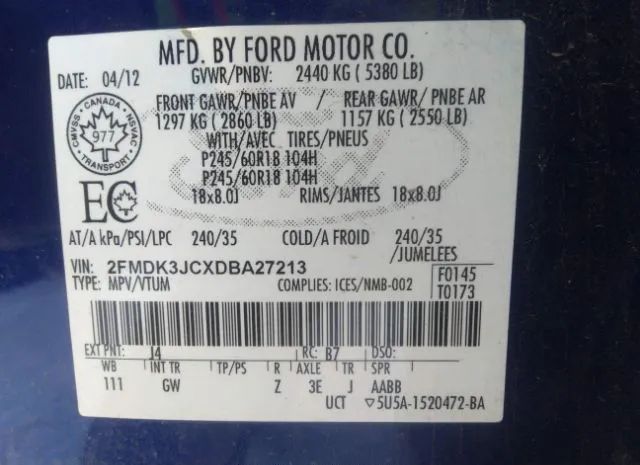 MFD. BY FORD MOTOR CO.
DATE: 04/12 GVWR/PNBV: 2440 KG ( 5380 LB)
FRONT GAWR/PNBE AV / REAR GAWR/ PNBE AR
1297 KG ( 2860 LB) 1157 KG ( 2550 LB)
WITH/AVEC TIRES/PNEUS
P245/60R18 104H
P245/60R18 104H
18x8.0J RIMS/JANTES 18x8.0J
CMVSS · CANADA · NSVAC
977
TRANSPORT
EC
Ford
AT/A kPa/PSI/LPC 240/35 COLD/A FROID 240/35
/JUMELEES
VIN: 2FMDK3JCXDBA27213
TYPE: MPV/VTUM COMPLIES: ICES/NMB-002
F0145
T0173
EXT PNT: J4 RC: B7 DSO:
WB INT TR TP/PS R AXLE TR SPR
111 GW Z 3E J AABB
UCT ▽5U5A-1520472-BA